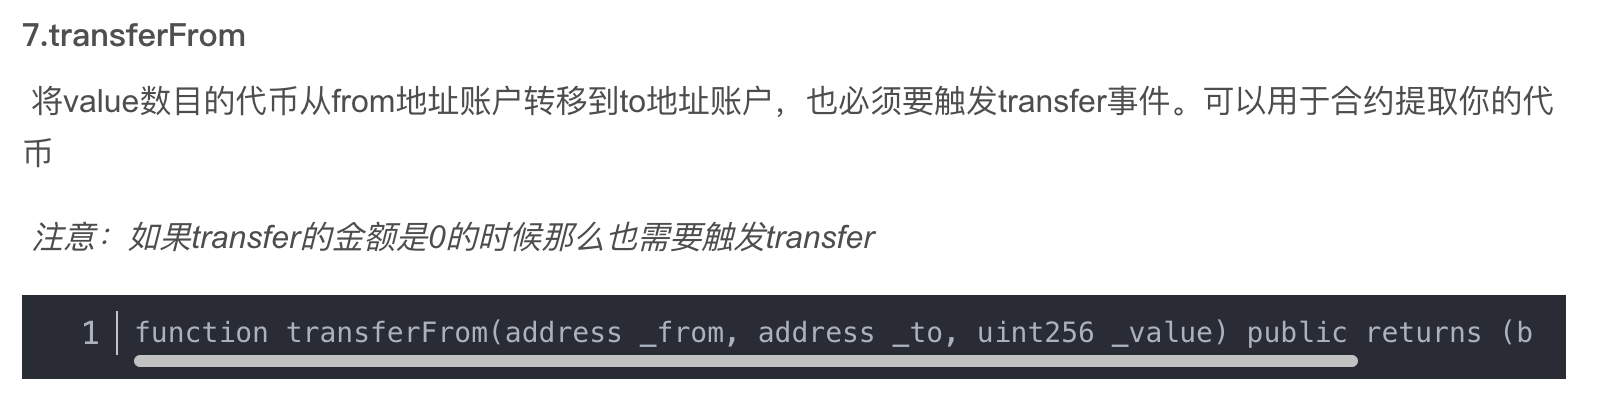 7.transferFrom
将value数目的代币从from地址账户转移到to地址账户，也必须要触发transfer事件。可以用于合约提取你的代
币
注意：如果transfer的金额是0的时候那么也需要触发transfer
1 function transferFrom(address _from, address _to, uint256 _value) public returns (b